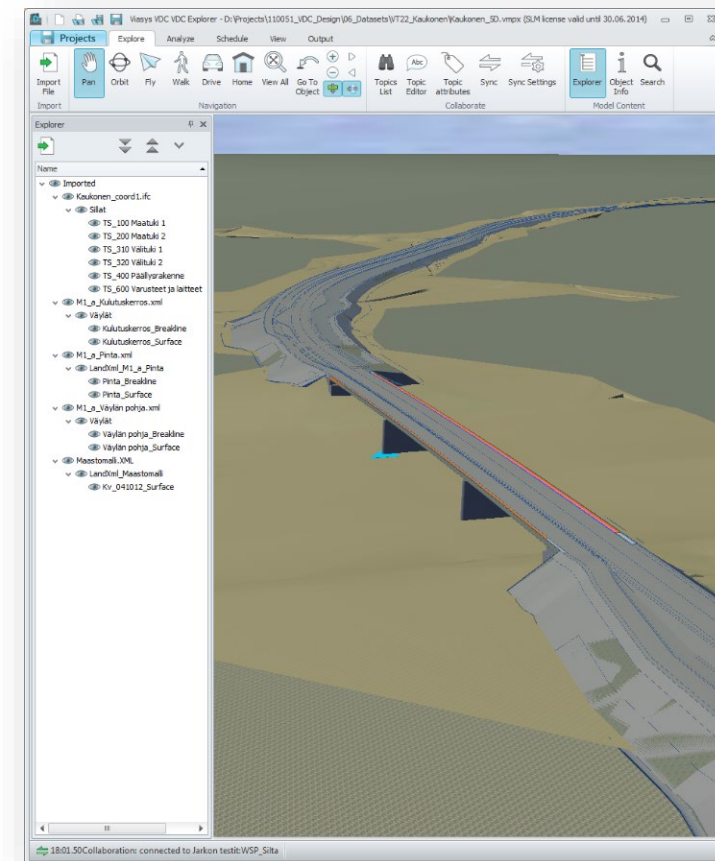 Viasys VDC VDC Explorer - D:\Projects\110051_VDC_Design\06_Datasets\VT22_Kaukonen\Kaukonen_SD.vmpx (SLM license valid until 30.06.2014)
Projects Explore Analyze Schedule View Output
Import File Pan Orbit Fly Walk Drive Home View All Go To Object Topics List Abc Topic Editor Topic attributes Sync Sync Settings Explorer Object Info Search
Import Navigation Collaborate Model Content
Explorer
Name
Imported
Kaukonen_coord1.ifc
Sillat
TS_100 Maatuki 1
TS_200 Maatuki 2
TS_310 Välituki 1
TS_320 Välituki 2
TS_400 Päällysrakenne
TS_600 Varusteet ja laitteet
M1_a_Kulutuskerros.xml
Väylät
Kulutuskerros_Breakline
Kulutuskerros_Surface
M1_a_Pinta.xml
LandXml_M1_a_Pinta
Pinta_Breakline
Pinta_Surface
M1_a_Väylän pohja.xml
Väylät
Väylän pohja_Breakline
Väylän pohja_Surface
Maastomalli.XML
LandXml_Maastomalli
Kv_041012_Surface
18:01.50Collaboration: connected to Jarkon testit:WSP_Silta